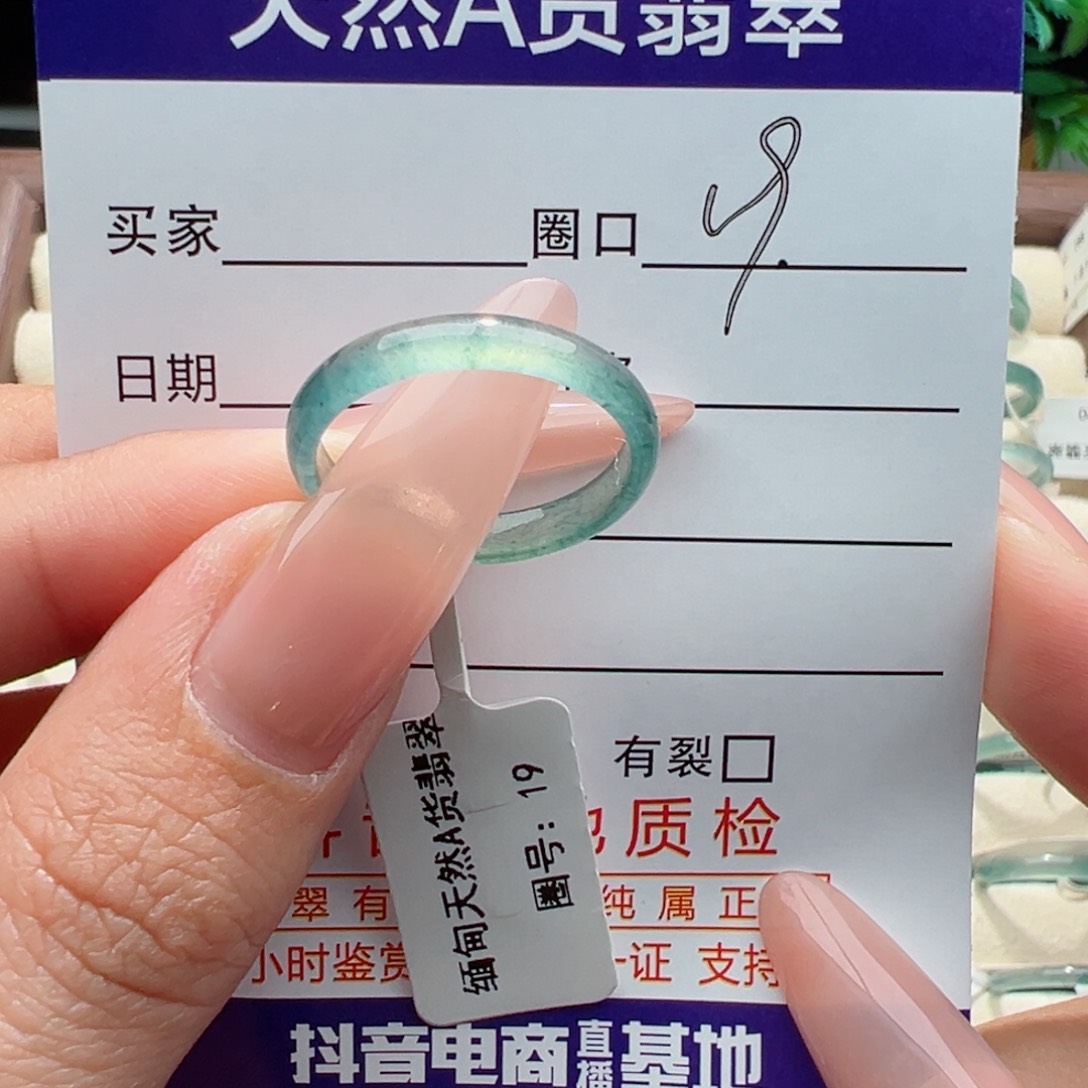 天然A货翡翠
买家 圈口 19.
日期
有裂
质检
翠 有 纯 属 正
小时鉴赏 一证 支持
缅甸天然A货翡翠
圈号: 19
抖音电商直播基地